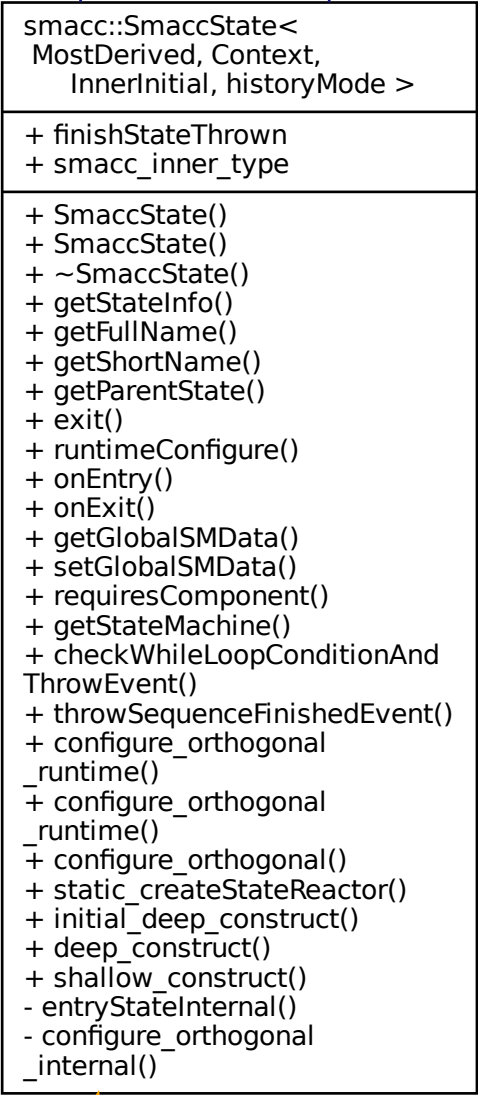 smacc::SmaccState<
MostDerived, Context,
InnerInitial, historyMode >
+ finishStateThrown
+ smacc_inner_type
+ SmaccState()
+ SmaccState()
+ ~SmaccState()
+ getStateInfo()
+ getFullName()
+ getShortName()
+ getParentState()
+ exit()
+ runtimeConfigure()
+ onEntry()
+ onExit()
+ getGlobalSMData()
+ setGlobalSMData()
+ requiresComponent()
+ getStateMachine()
+ checkWhileLoopConditionAnd
ThrowEvent()
+ throwSequenceFinishedEvent()
+ configure_orthogonal
_runtime()
+ configure_orthogonal
_runtime()
+ configure_orthogonal()
+ static_createStateReactor()
+ initial_deep_construct()
+ deep_construct()
+ shallow_construct()
- entryStateInternal()
- configure_orthogonal
_internal()